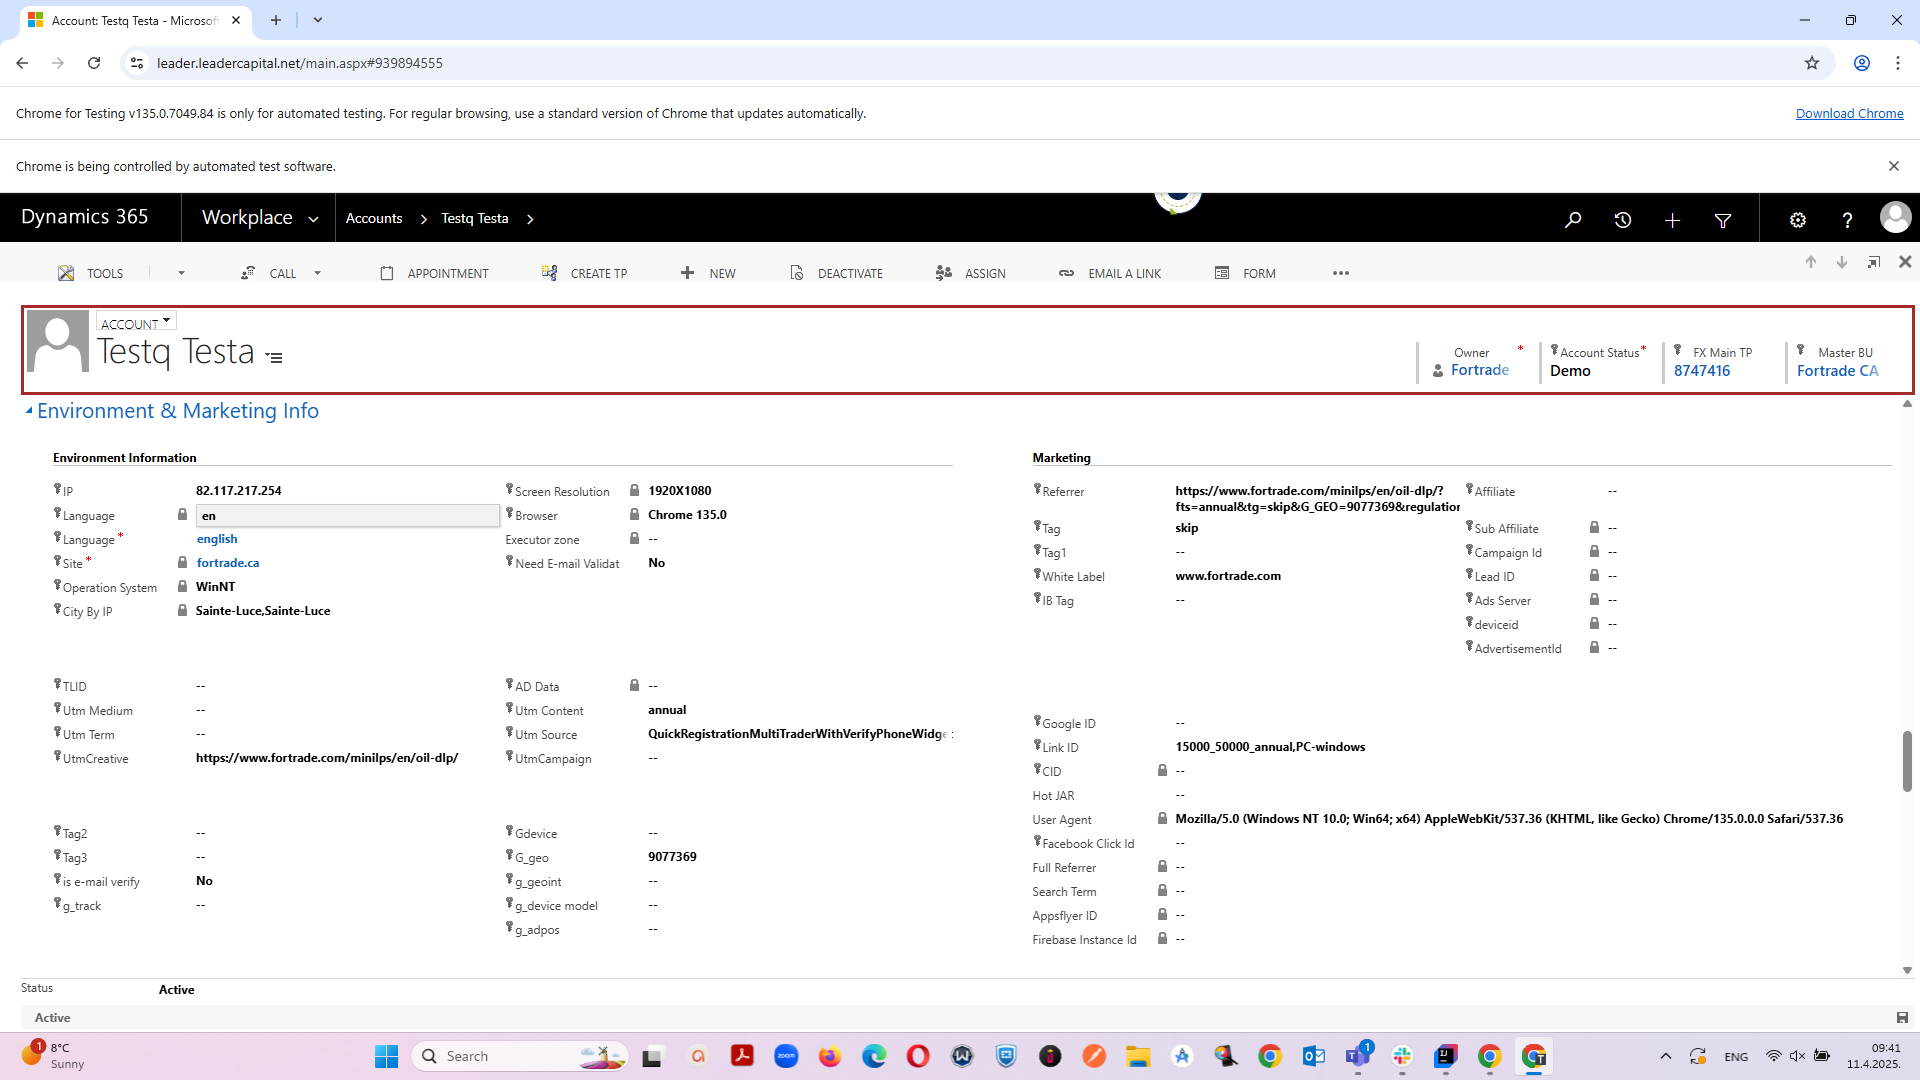 Account: Testq Testa - Microsof
leader.leadercapital.net/main.aspx#939894555
Chrome for Testing v135.0.7049.84 is only for automated testing. For regular browsing, use a standard version of Chrome that updates automatically.
Download Chrome
Chrome is being controlled by automated test software.
Dynamics 365
Workplace
Accounts
Testq Testa
TOOLS
CALL
APPOINTMENT
CREATE TP
NEW
DEACTIVATE
ASSIGN
EMAIL A LINK
FORM
ACCOUNT
Testq Testa
Owner *
Fortrade
Account Status *
Demo
FX Main TP
8747416
Master BU
Fortrade CA
Environment & Marketing Info
Environment Information
IP 82.117.217.254
Language en
Language * english
Site * fortrade.ca
Operation System WinNT
City By IP Sainte-Luce,Sainte-Luce
Screen Resolution 1920X1080
Browser Chrome 135.0
Executor zone --
Need E-mail Validat No
TLID --
Utm Medium --
Utm Term --
UtmCreative https://www.fortrade.com/minilps/en/oil-dlp/
AD Data --
Utm Content annual
Utm Source QuickRegistrationMultiTraderWithVerifyPhoneWidge
UtmCampaign --
Tag2 --
Tag3 --
is e-mail verify No
g_track --
Gdevice --
G_geo 9077369
g_geoint --
g_device model --
g_adpos --
Marketing
Referrer https://www.fortrade.com/minilps/en/oil-dlp/?
fts=annual&tg=skip&G_GEO=9077369&regulation
Tag skip
Tag1 --
White Label www.fortrade.com
IB Tag --
Affiliate --
Sub Affiliate --
Campaign Id --
Lead ID --
Ads Server --
deviceid --
AdvertisementId --
Google ID --
Link ID 15000_50000_annual,PC-windows
CID --
Hot JAR --
User Agent Mozilla/5.0 (Windows NT 10.0; Win64; x64) AppleWebKit/537.36 (KHTML, like Gecko) Chrome/135.0.0.0 Safari/537.36
Facebook Click Id --
Full Referrer --
Search Term --
Appsflyer ID --
Firebase Instance Id --
Status Active
Active
1
8°C
Sunny
Search
zoom
1
ENG
09:41
11.4.2025.